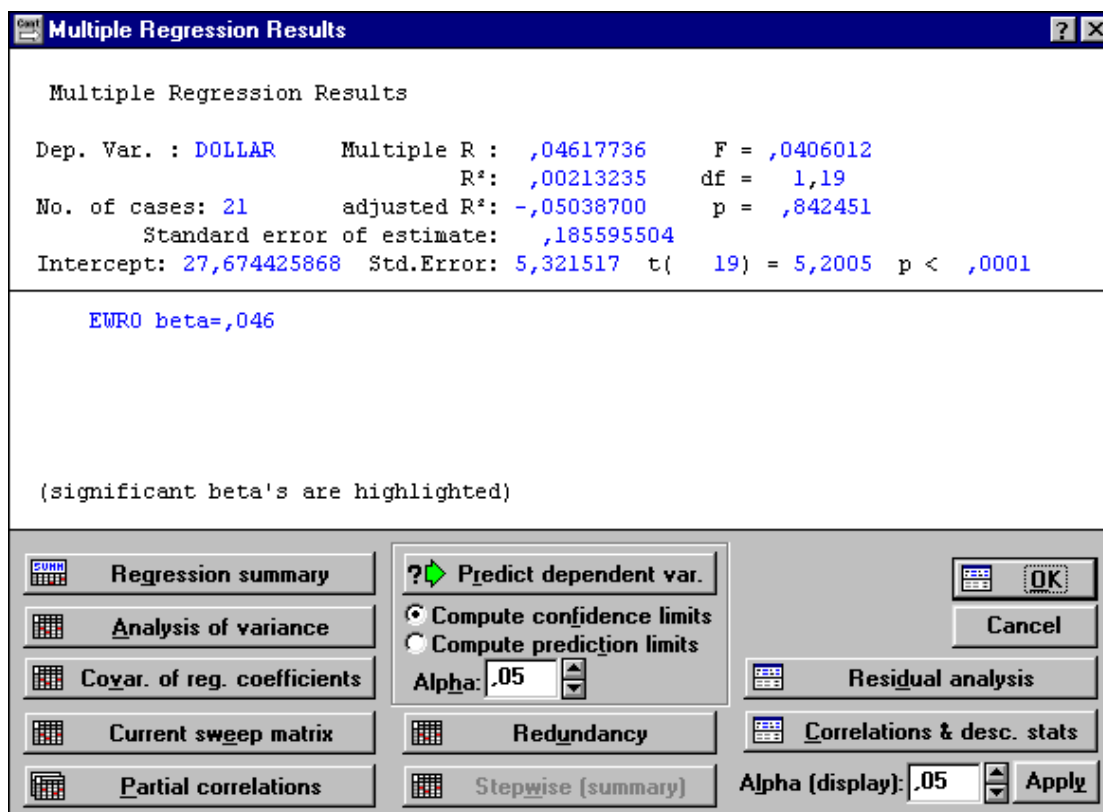 Multiple Regression Results
Multiple Regression Results
Dep. Var. : DOLLAR Multiple R : ,04617736 F = ,0406012
R²: ,00213235 df = 1,19
No. of cases: 21 adjusted R²: -,05038700 p = ,842451
Standard error of estimate: ,185595504
Intercept: 27,674425868 Std.Error: 5,321517 t( 19) = 5,2005 p < ,0001
EWRO beta=,046
(significant beta's are highlighted)
Regression summary
Analysis of variance
Covar. of reg. coefficients
Current sweep matrix
Partial correlations
Predict dependent var.
Compute confidence limits
Compute prediction limits
Alpha: ,05
Redundancy
Stepwise (summary)
OK
Cancel
Residual analysis
Correlations & desc. stats
Alpha (display): ,05 Apply